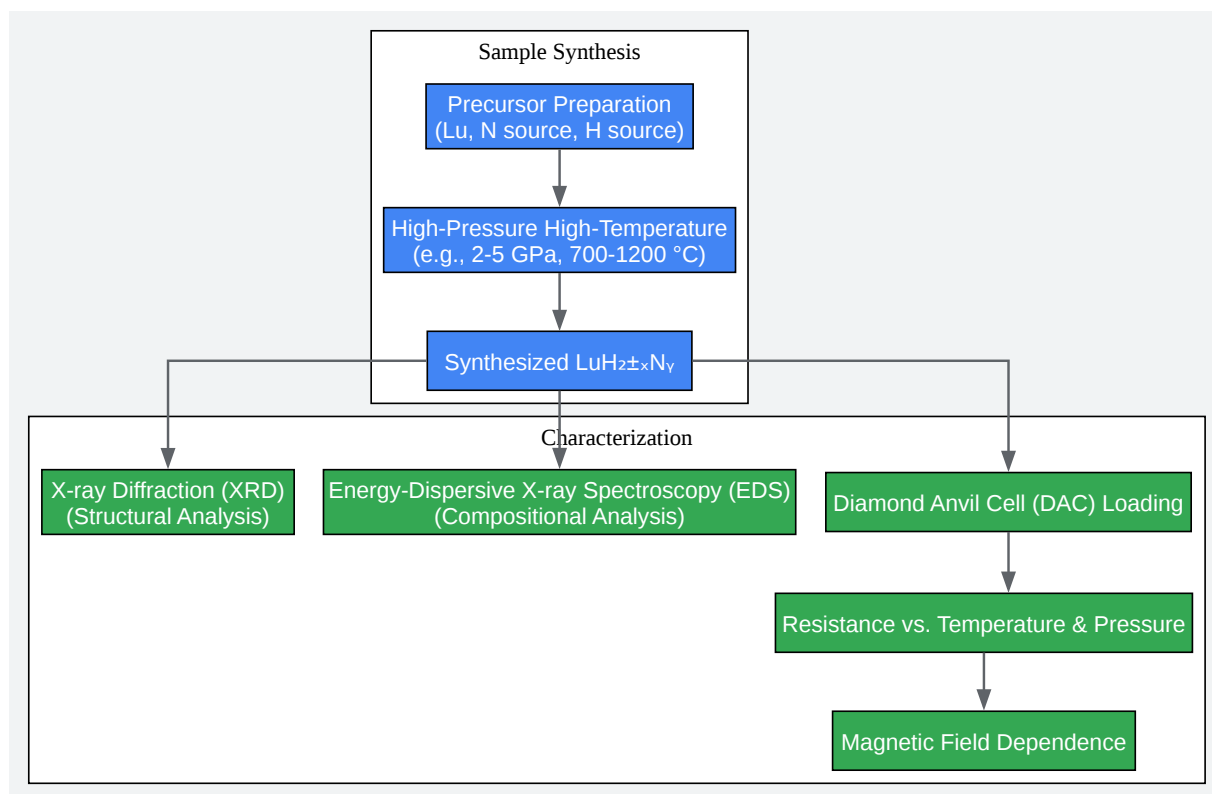 Sample Synthesis
Precursor Preparation
(Lu, N source, H source)
High-Pressure High-Temperature
(e.g., 2-5 GPa, 700-1200 °C)
Synthesized LuH₂±ₓNᵧ
Characterization
X-ray Diffraction (XRD)
(Structural Analysis)
Energy-Dispersive X-ray Spectroscopy (EDS)
(Compositional Analysis)
Diamond Anvil Cell (DAC) Loading
Resistance vs. Temperature & Pressure
Magnetic Field Dependence